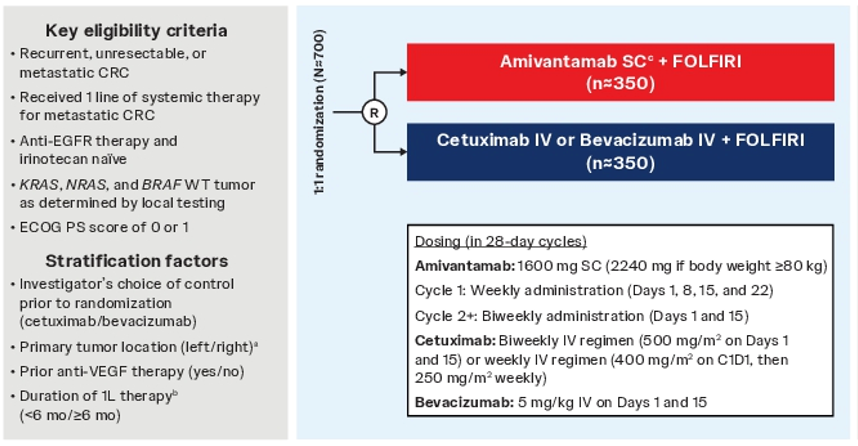 Key eligibility criteria
• Recurrent, unresectable, or
metastatic CRC
• Received 1 line of systemic therapy
for metastatic CRC
• Anti-EGFR therapy and
irinotecan naïve
• KRAS, NRAS, and BRAF WT tumor
as determined by local testing
• ECOG PS score of 0 or 1
Stratification factors
• Investigator's choice of control
prior to randomization
(cetuximab/bevacizumab)
• Primary tumor location (left/right)ᵃ
• Prior anti-VEGF therapy (yes/no)
• Duration of 1L therapyᵇ
(<6 mo/≥6 mo)
1:1 randomization (N≈700)
R
Amivantamab SCᶜ + FOLFIRI
(n≈350)
Cetuximab IV or Bevacizumab IV + FOLFIRI
(n≈350)
Dosing (in 28-day cycles)
Amivantamab: 1600 mg SC (2240 mg if body weight ≥80 kg)
Cycle 1: Weekly administration (Days 1, 8, 15, and 22)
Cycle 2+: Biweekly administration (Days 1 and 15)
Cetuximab: Biweekly IV regimen (500 mg/m² on Days 1
and 15) or weekly IV regimen (400 mg/m² on C1D1, then
250 mg/m² weekly)
Bevacizumab: 5 mg/kg IV on Days 1 and 15